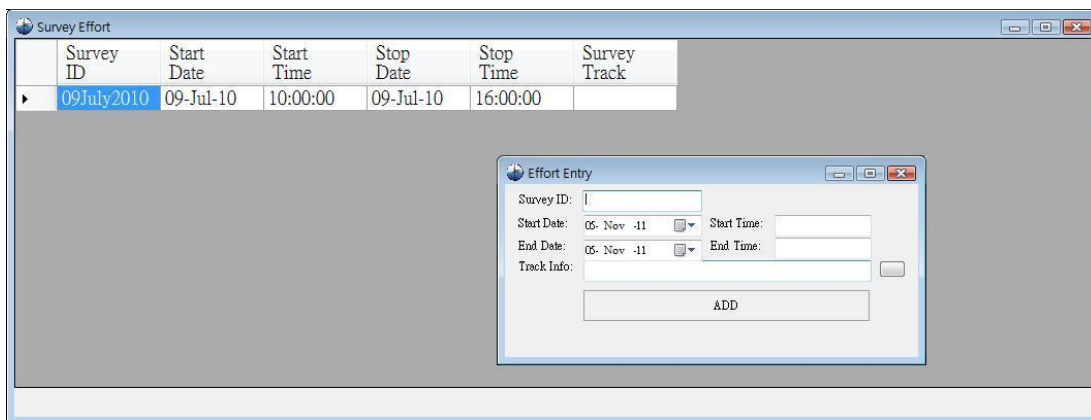 Survey Effort
Survey ID Start Date Start Time Stop Date Stop Time Survey Track
09July2010 09-Jul-10 10:00:00 09-Jul-10 16:00:00
Effort Entry
Survey ID:
Start Date: 05- Nov -11 Start Time:
End Date: 05- Nov -11 End Time:
Track Info:
ADD